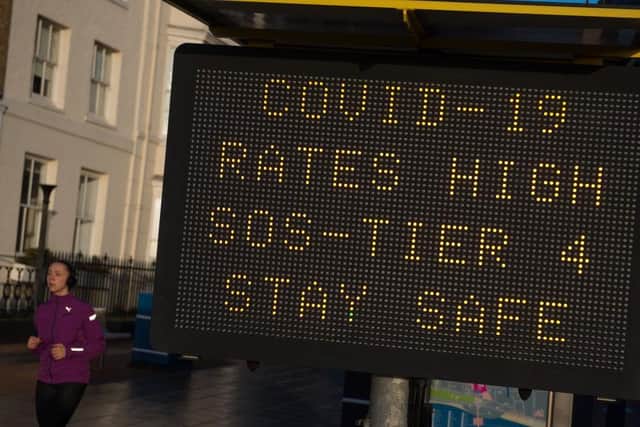 COVID-19
RATES HIGH
SOS-TIER 4
STAY SAFE